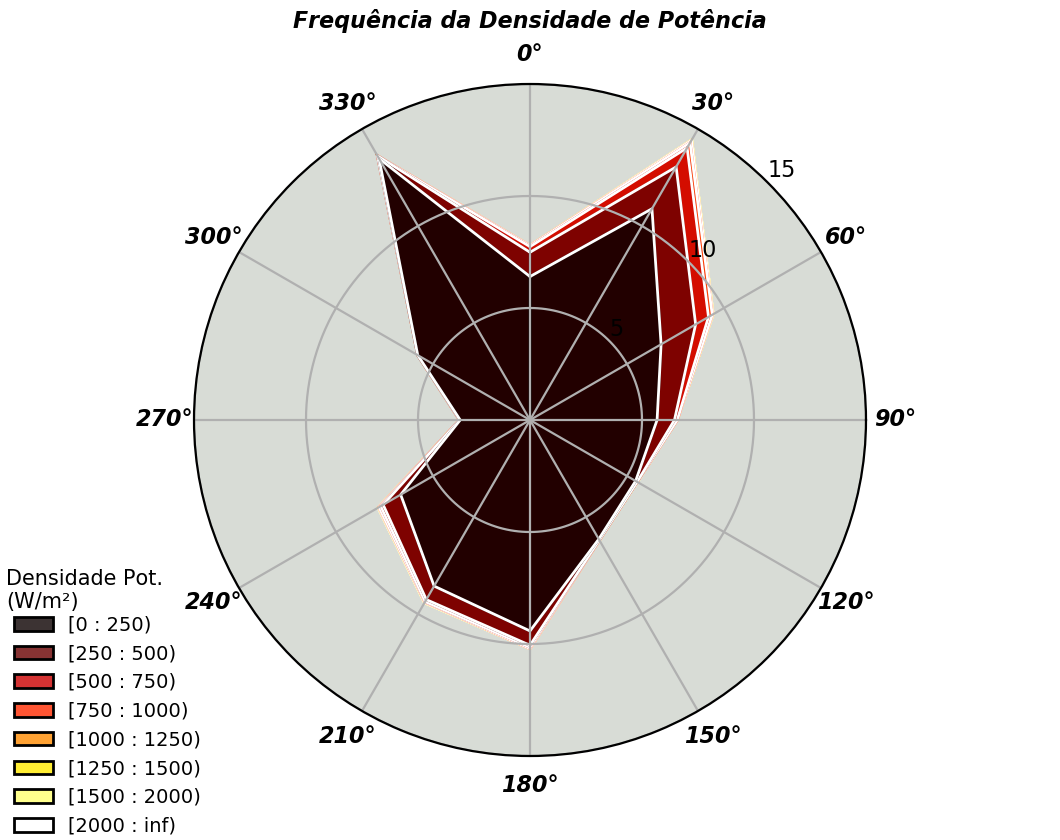 Frequência da Densidade de Potência
0°
330°
30°
15
300°
60°
10
5
270°
90°
240°
120°
210°
150°
180°
Densidade Pot.
(W/m²)
[0 : 250)
[250 : 500)
[500 : 750)
[750 : 1000)
[1000 : 1250)
[1250 : 1500)
[1500 : 2000)
[2000 : inf)